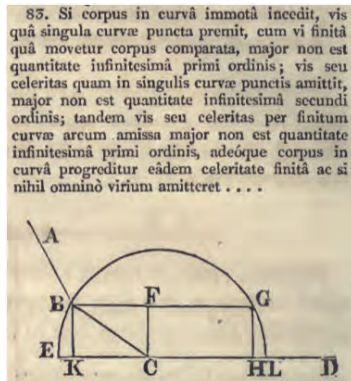 83. Si corpus in curvâ immotâ incedit, vis
quâ singula curvæ puncta premit, cum vi finitâ
quâ movetur corpus comparata, major non est
quantitate infinitesimâ primi ordinis; vis seu
celeritas quam in singulis curvæ punctis amittit,
major non est quantitate infinitesimâ secundi
ordinis; tandem vis seu celeritas per finitum
curvæ arcum amissa major non est quantitate
infinitesimâ primi ordinis, adeóque corpus in
curvâ progreditur eâdem celeritate finitâ ac si
nihil omninò virium amitteret . . . .
A
B F G
E K C H L D